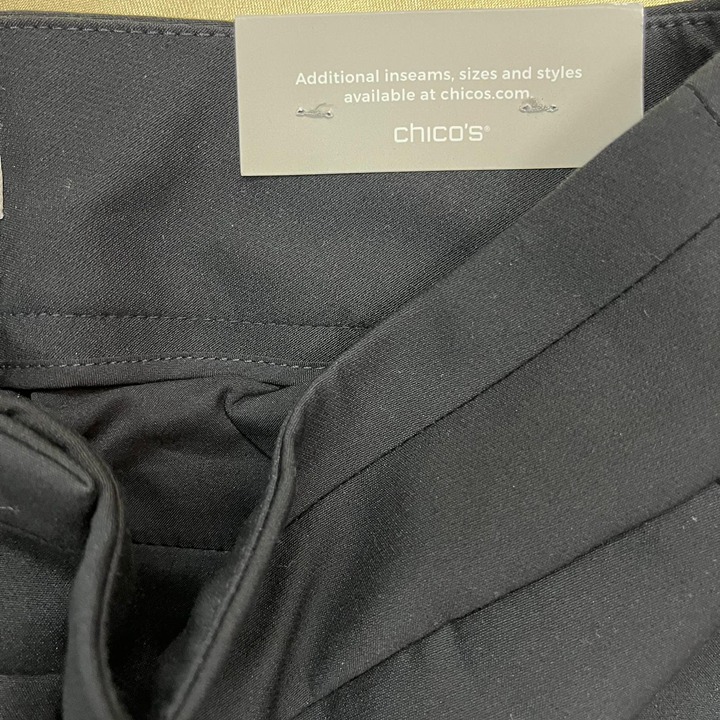 Additional inseams, sizes and styles
available at chicos.com.
chico's®